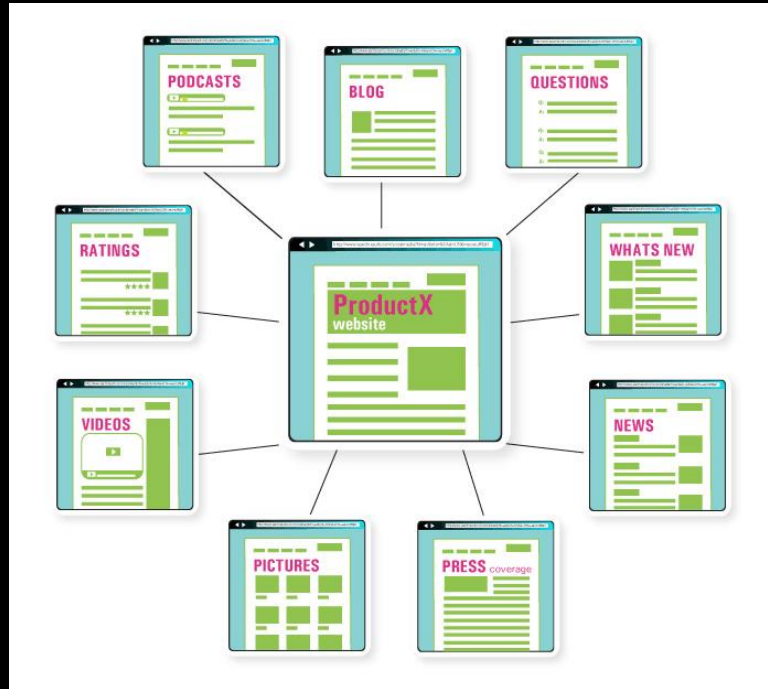 PODCASTS
BLOG
QUESTIONS
RATINGS
ProductX
website
WHATS NEW
VIDEOS
NEWS
PICTURES
PRESS coverage